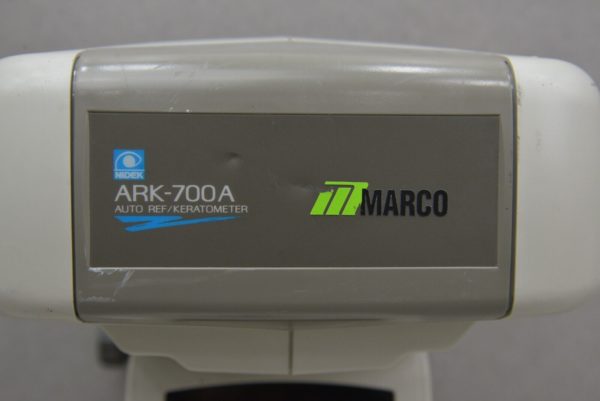 NIDEK
ARK-700A
AUTO REF/KERATOMETER
MARCO